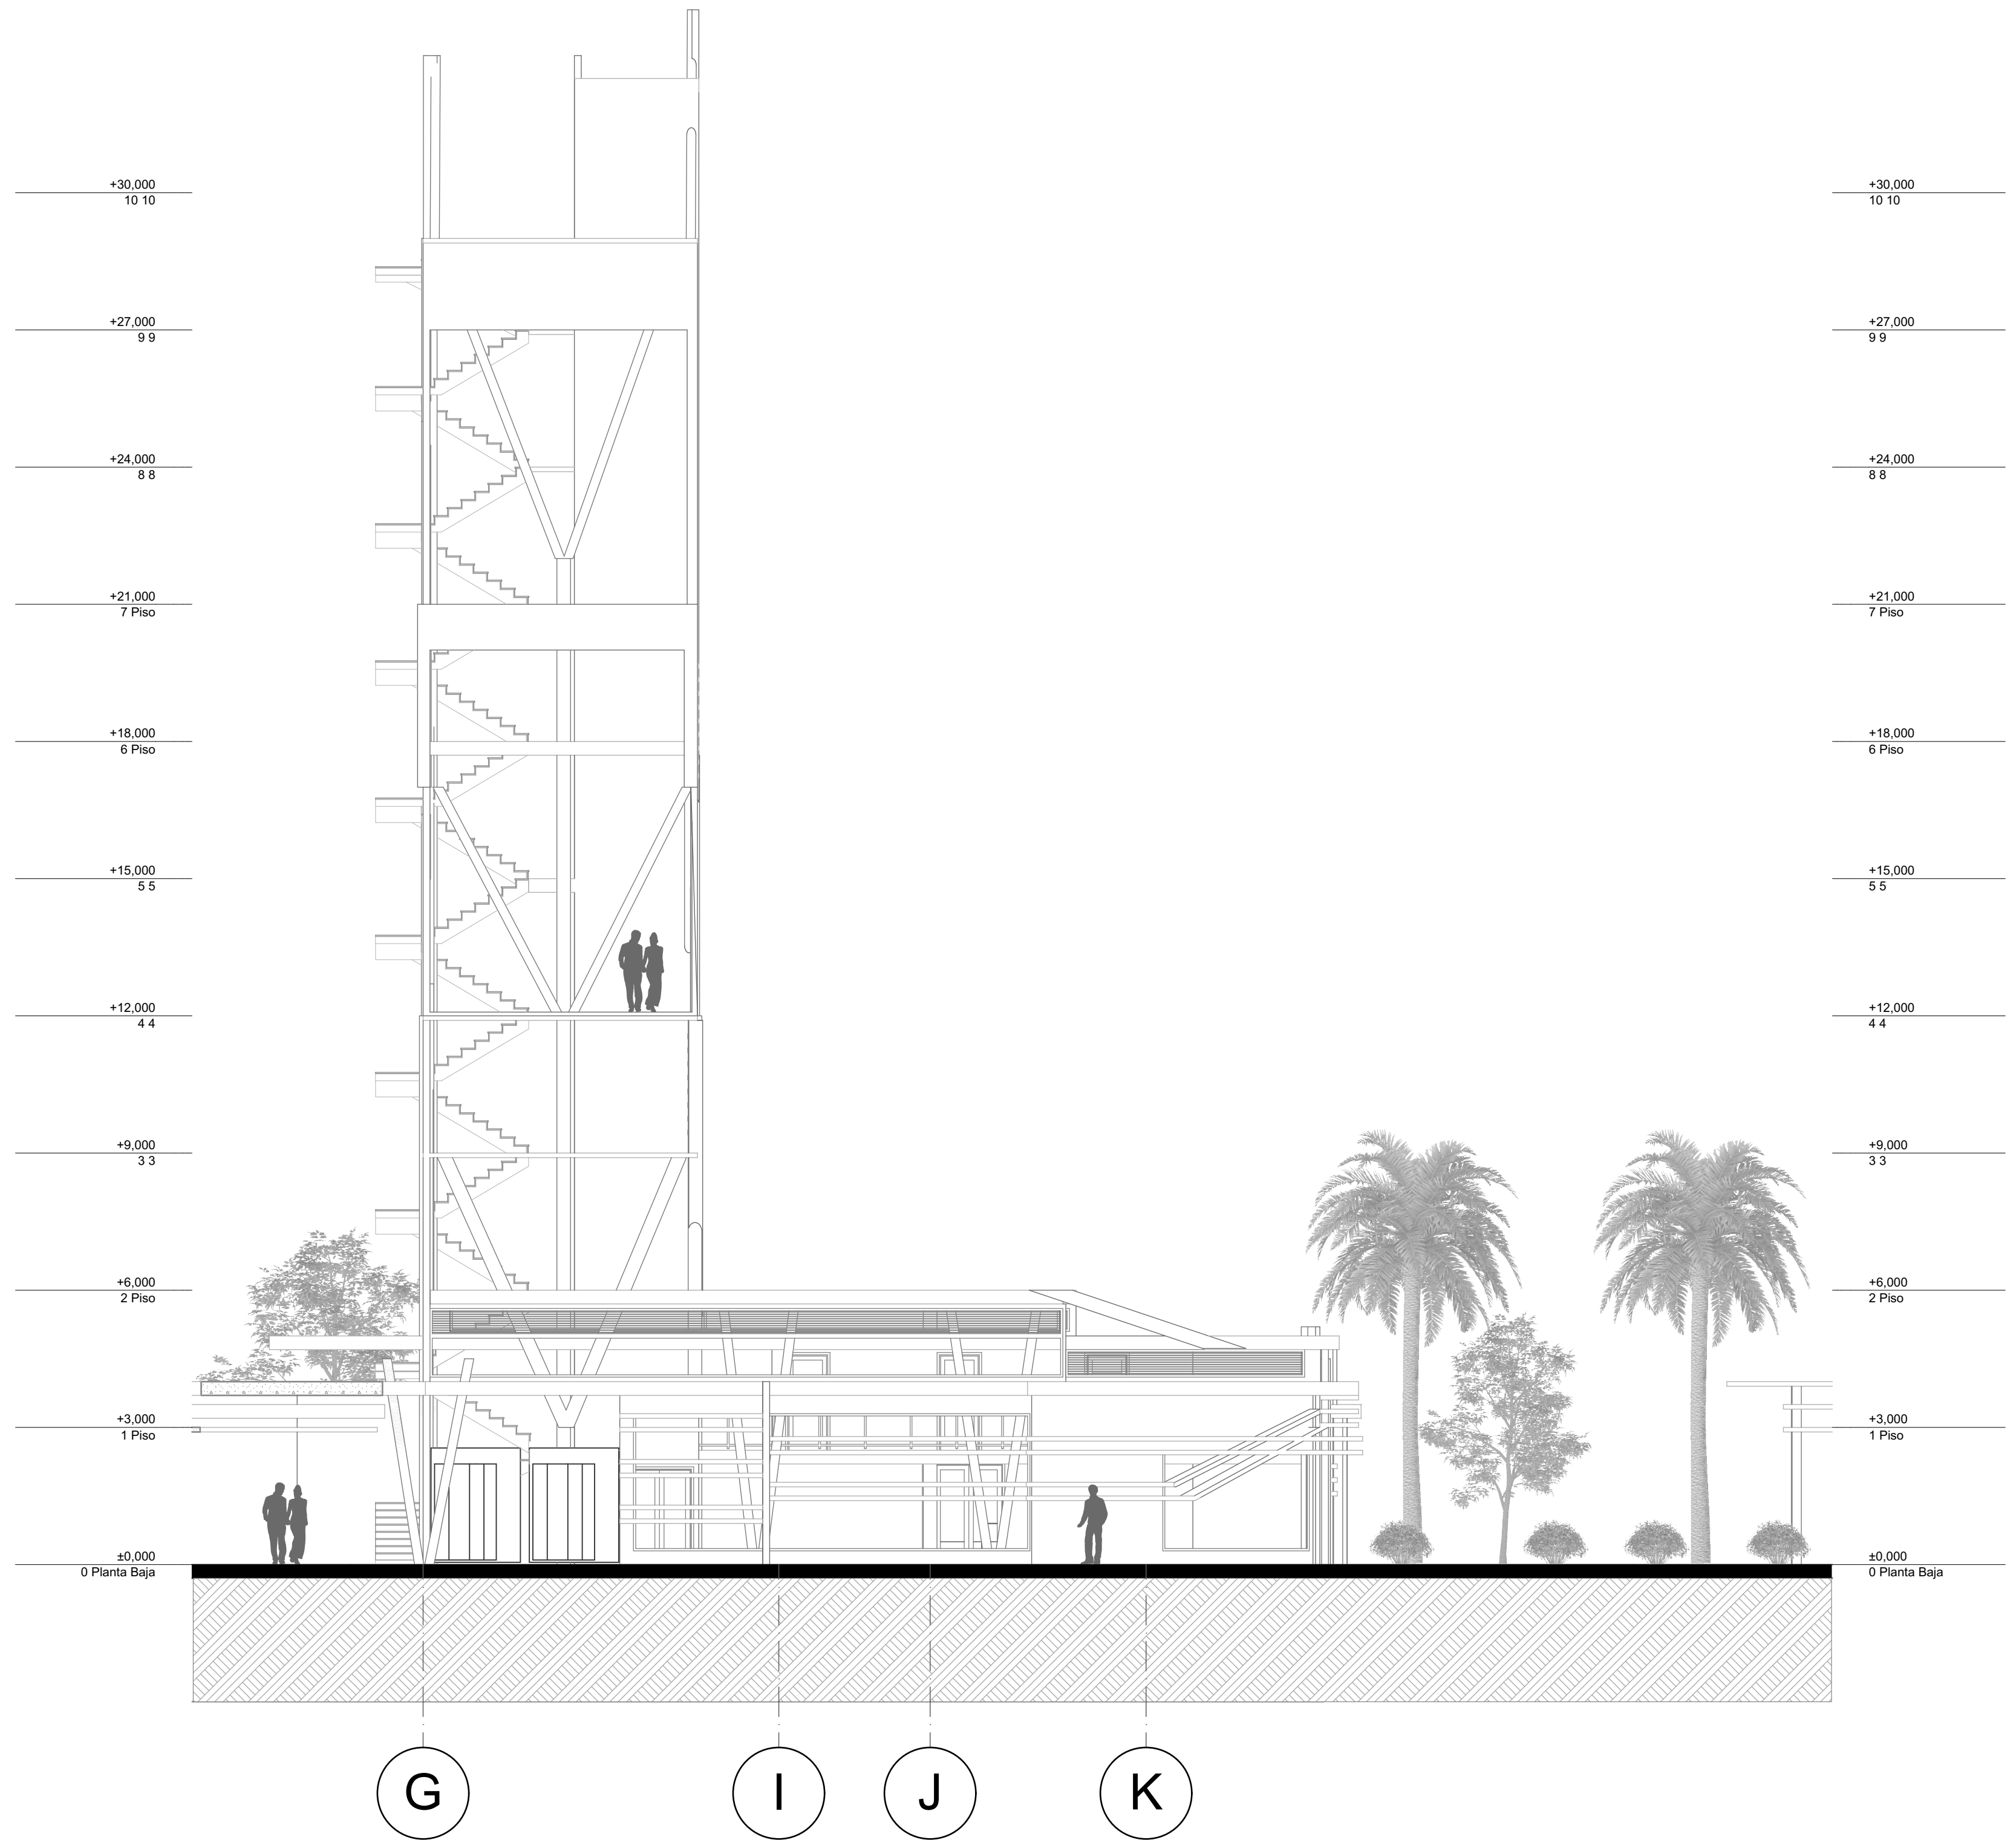 +30,000
10 10
+30,000
10 10
+27,000
9 9
+27,000
9 9
+24,000
8 8
+24,000
8 8
+21,000
7 Piso
+21,000
7 Piso
+18,000
6 Piso
+18,000
6 Piso
+15,000
5 5
+15,000
5 5
+12,000
4 4
+12,000
4 4
+9,000
3 3
+9,000
3 3
+6,000
2 Piso
+6,000
2 Piso
+3,000
1 Piso
+3,000
1 Piso
±0,000
0 Planta Baja
±0,000
0 Planta Baja
G
I
J
K